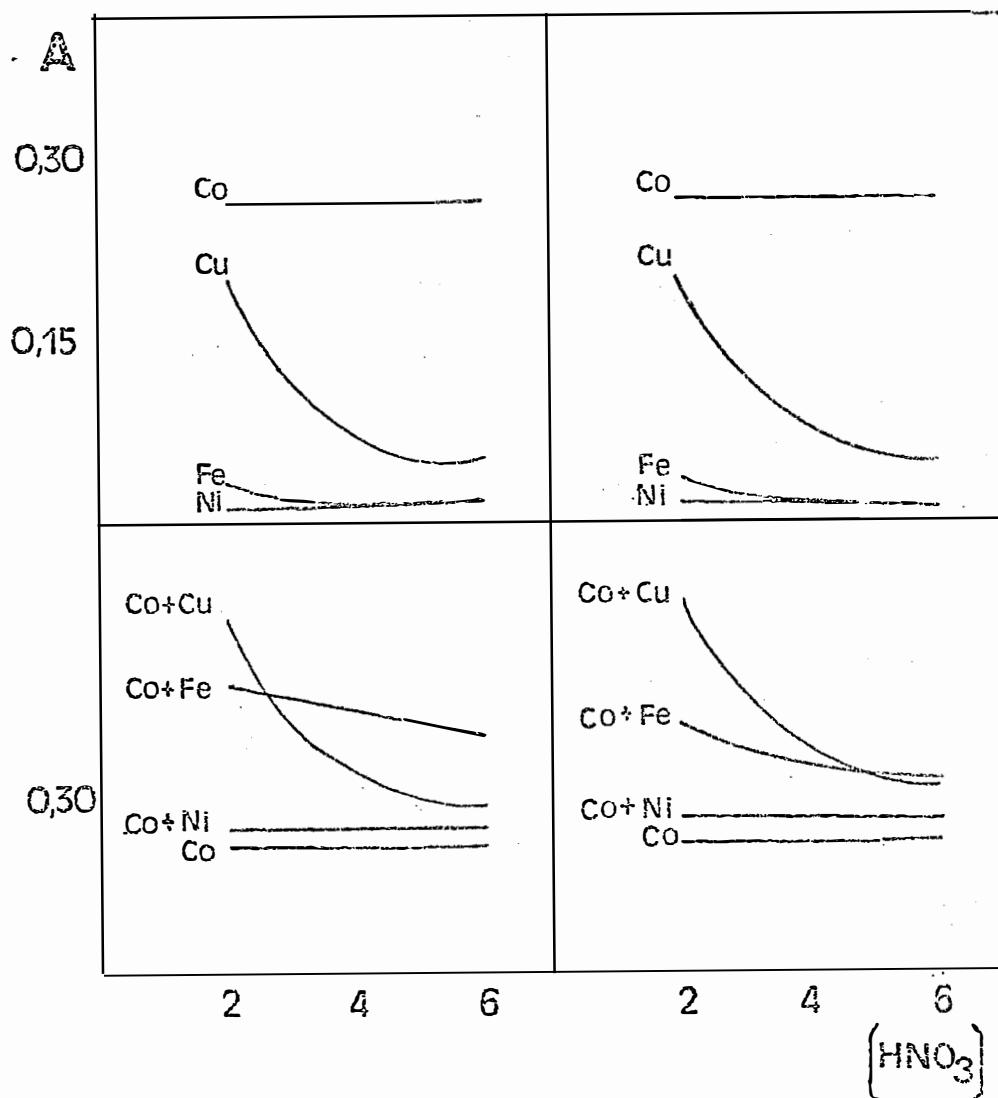 A
0,30
Co
Co
Cu
Cu
0,15
Fe
Fe
Ni
Ni
Co+Cu
Co+Cu
Co+Fe
Co+Fe
0,30
Co+Ni
Co+Ni
Co
Co
2 4 6 2 4 6
[HNO3]